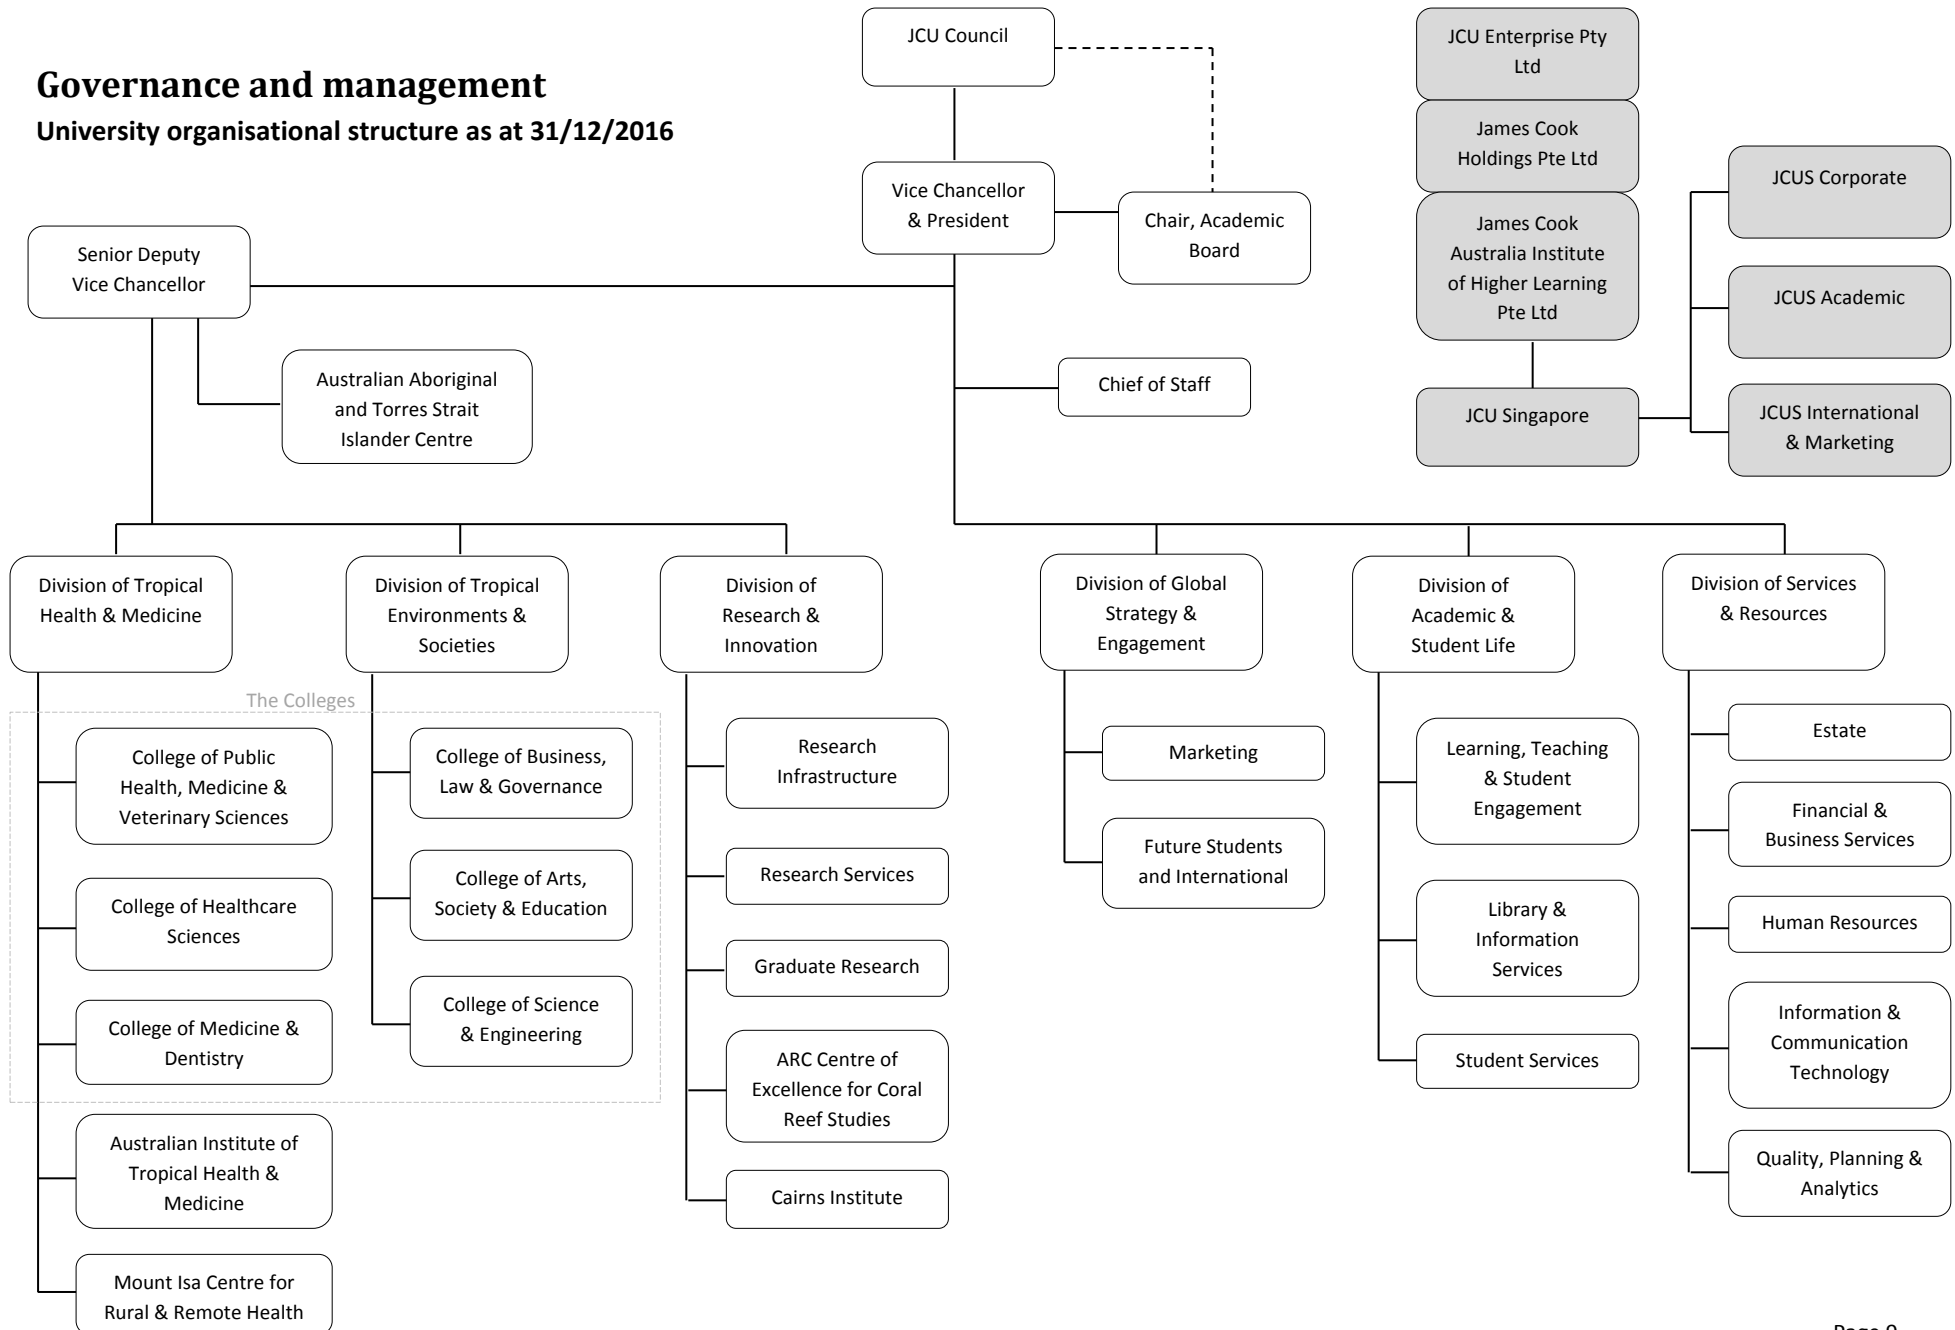 Governance and management
University organisational structure as at 31/12/2016
JCU Council
Vice Chancellor
& President
Chair, Academic
Board
JCU Enterprise Pty
Ltd
James Cook
Holdings Pte Ltd
James Cook
Australia Institute
of Higher Learning
Pte Ltd
JCU Singapore
JCUS Corporate
JCUS Academic
JCUS International
& Marketing
Senior Deputy
Vice Chancellor
Australian Aboriginal
and Torres Strait
Islander Centre
Chief of Staff
Division of Tropical
Health & Medicine
Division of Tropical
Environments &
Societies
Division of
Research &
Innovation
Division of Global
Strategy &
Engagement
Division of
Academic &
Student Life
Division of Services
& Resources
The Colleges
College of Public
Health, Medicine &
Veterinary Sciences
College of Healthcare
Sciences
College of Medicine &
Dentistry
Australian Institute of
Tropical Health &
Medicine
Mount Isa Centre for
Rural & Remote Health
College of Business,
Law & Governance
College of Arts,
Society & Education
College of Science
& Engineering
Research
Infrastructure
Research Services
Graduate Research
ARC Centre of
Excellence for Coral
Reef Studies
Cairns Institute
Marketing
Future Students
and International
Learning, Teaching
& Student
Engagement
Library &
Information
Services
Student Services
Estate
Financial &
Business Services
Human Resources
Information &
Communication
Technology
Quality, Planning &
Analytics